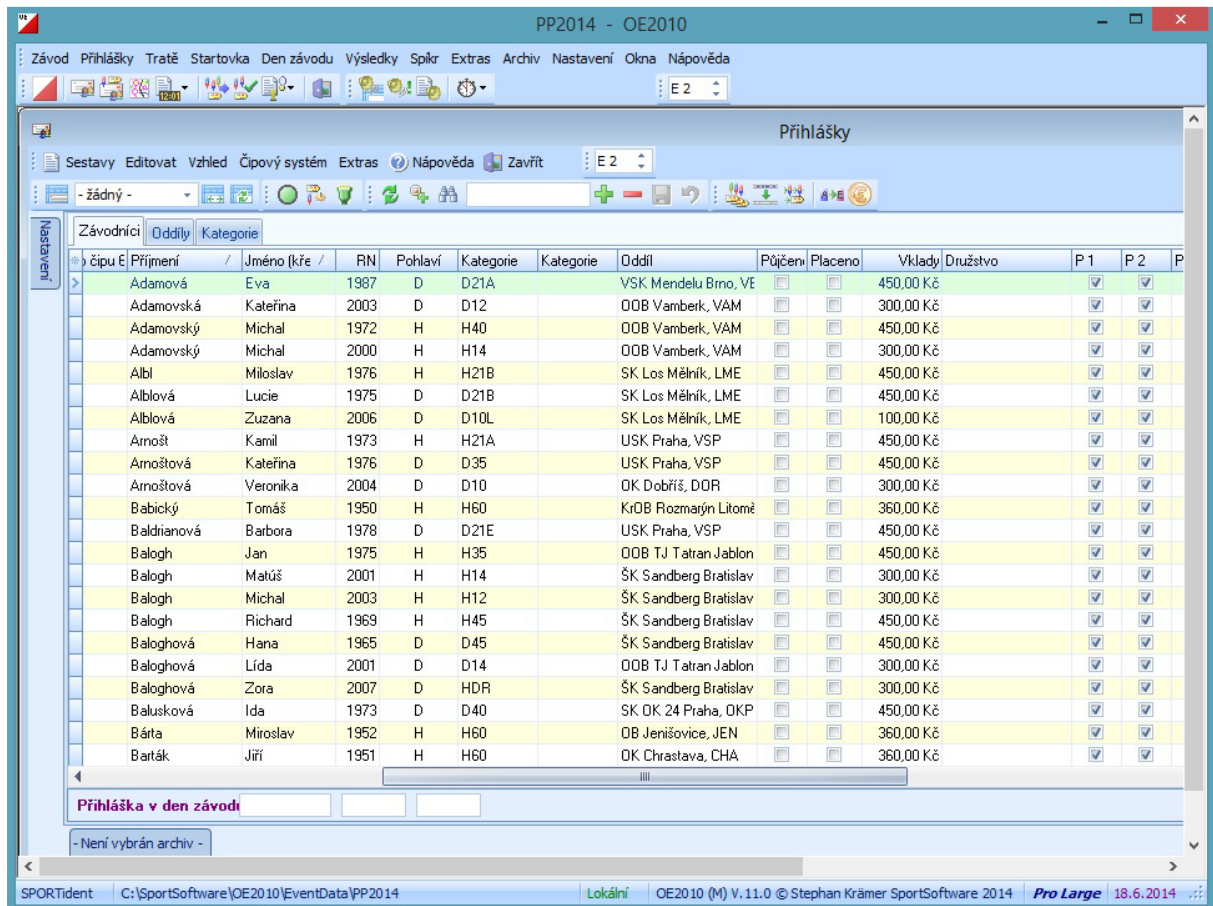 PP2014 - OE2010
Závod Přihlášky Tratě Startovka Den závodu Výsledky Spíkr Extras Archiv Nastavení Okna Nápověda
12:01 E 2
Přihlášky
Sestavy Editovat Vzhled Čipový systém Extras Nápověda Zavřít E 2
- žádný -
Nastavení
Závodníci Oddíly Kategorie
o čipu E Příjmení Jméno (kře RN Pohlaví Kategorie Kategorie Oddíl Půjčen Placeno Vklady Družstvo P 1 P 2 P
Adamová Eva 1987 D D21A VSK Mendelu Brno, VB 450,00 Kč
Adamovská Kateřina 2003 D D12 OOB Vamberk, VAM 300,00 Kč
Adamovský Michal 1972 H H40 OOB Vamberk, VAM 450,00 Kč
Adamovský Michal 2000 H H14 OOB Vamberk, VAM 300,00 Kč
Albl Miloslav 1976 H H21B SK Los Mělník, LME 450,00 Kč
Alblová Lucie 1975 D D21B SK Los Mělník, LME 450,00 Kč
Alblová Zuzana 2006 D D10L SK Los Mělník, LME 100,00 Kč
Arnošt Kamil 1973 H H21A USK Praha, VSP 450,00 Kč
Arnoštová Kateřina 1976 D D35 USK Praha, VSP 450,00 Kč
Arnoštová Veronika 2004 D D10 OK Dobříš, DOR 300,00 Kč
Babický Tomáš 1950 H H60 KrOB Rozmarýn Litomě 360,00 Kč
Baldrianová Barbora 1978 D D21E USK Praha, VSP 450,00 Kč
Balogh Jan 1975 H H35 OOB TJ Tatran Jablon 450,00 Kč
Balogh Matúš 2001 H H14 ŠK Sandberg Bratislav 300,00 Kč
Balogh Michal 2003 H H12 ŠK Sandberg Bratislav 300,00 Kč
Balogh Richard 1969 H H45 ŠK Sandberg Bratislav 450,00 Kč
Baloghová Hana 1965 D D45 ŠK Sandberg Bratislav 450,00 Kč
Baloghová Lída 2001 D D14 OOB TJ Tatran Jablon 300,00 Kč
Baloghová Zora 2007 D HDR ŠK Sandberg Bratislav 300,00 Kč
Balusková Ida 1973 D D40 SK OK 24 Praha, OKP 450,00 Kč
Bárta Miroslav 1952 H H60 OB Jenišovice, JEN 360,00 Kč
Barták Jiří 1951 H H60 OK Chrastava, CHA 360,00 Kč
Přihláška v den závodu
- Není vybrán archiv -
SPORTident C:\SportSoftware\OE2010\EventData\PP2014 Lokální OE2010 (M) V.11.0 © Stephan Krämer SportSoftware 2014 Pro Large 18.6.2014